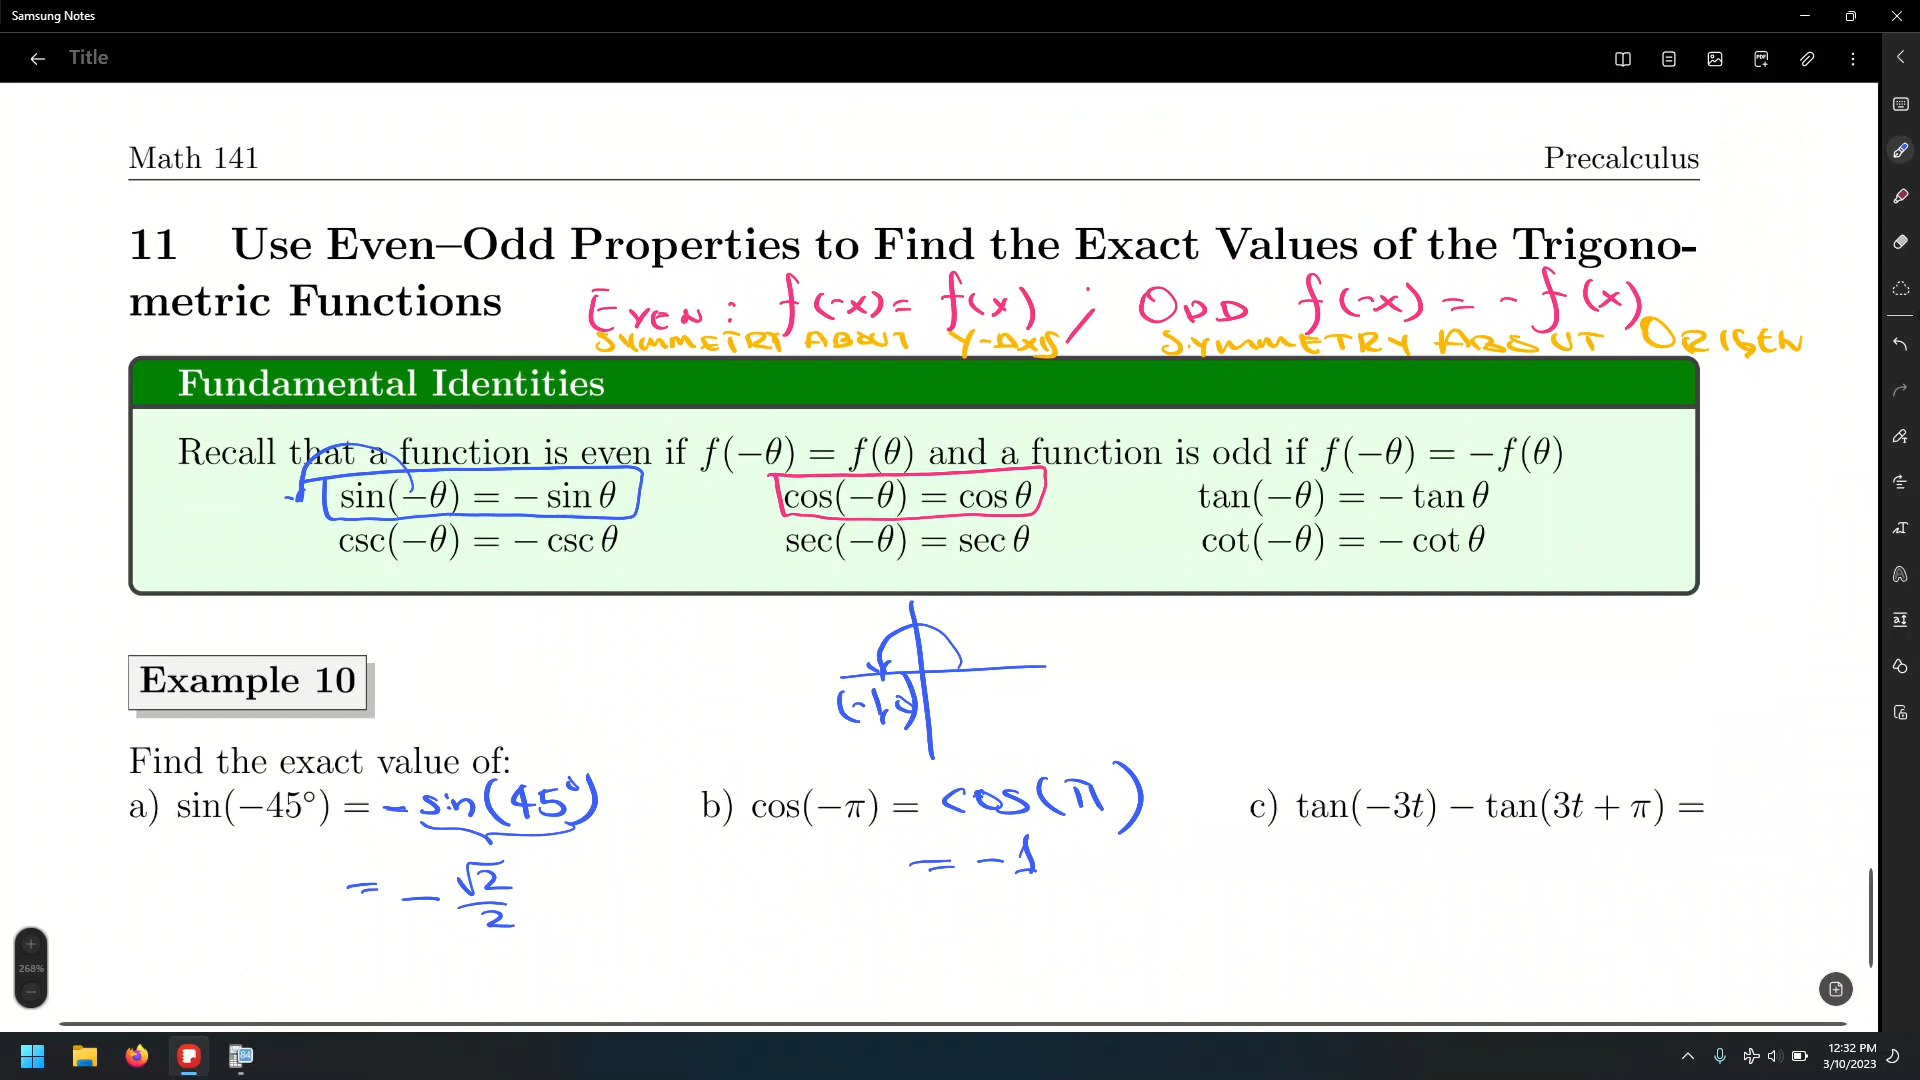 Samsung Notes
Title
Math 141 Precalculus
11 Use Even–Odd Properties to Find the Exact Values of the Trigono-
metric Functions
EVEN: f(-x) = f(x) ; ODD f(-x) = - f(x)
SYMMETRY ABOUT Y-AXIS SYMMETRY ABOUT ORIGEN
Fundamental Identities
Recall that a function is even if f(−θ) = f(θ) and a function is odd if f(−θ) = −f(θ)
sin(−θ) = − sin θ cos(−θ) = cos θ tan(−θ) = − tan θ
csc(−θ) = − csc θ sec(−θ) = sec θ cot(−θ) = − cot θ
Example 10
(-1,0)
Find the exact value of:
a) sin(−45°) = - sin(45°) b) cos(−π) = cos(π) c) tan(−3t) − tan(3t + π) =
= - √2/2 = -1
268%
84
12:32 PM
3/10/2023